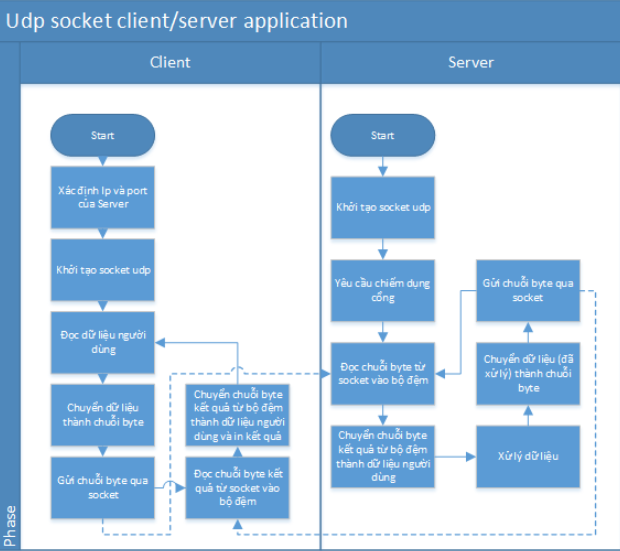 Udp socket client/server application
Client
Server
Phase
Start
Xác định Ip và port
của Server
Khởi tạo socket udp
Đọc dữ liệu người
dùng
Chuyển dữ liệu
thành chuỗi byte
Gửi chuỗi byte qua
socket
Chuyển chuỗi byte
kết quả từ bộ đệm
thành dữ liệu người
dùng và in kết quả
Đọc chuỗi byte kết
quả từ socket vào
bộ đệm
Start
Khởi tạo socket udp
Yêu cầu chiếm dụng
cổng
Đọc chuỗi byte từ
socket vào bộ đệm
Chuyển chuỗi byte
kết quả từ bộ đệm
thành dữ liệu người
dùng
Gửi chuỗi byte qua
socket
Chuyển dữ liệu (đã
xử lý) thành chuỗi
byte
Xử lý dữ liệu